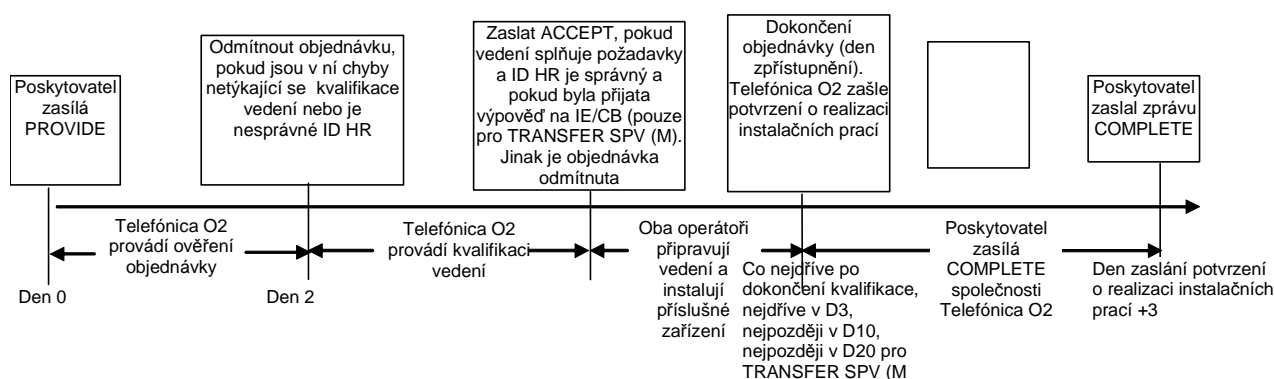 Poskytovatel
zasílá
PROVIDE
Odmítnout objednávku,
pokud jsou v ní chyby
netýkající se kvalifikace
vedení nebo je
nesprávné ID HR
Zaslat ACCEPT, pokud
vedení splňuje požadavky
a ID HR je správný a
pokud byla přijata
výpověď na IE/CB (pouze
pro TRANSFER SPV (M).
Jinak je objednávka
odmítnuta
Dokončení
objednávky (den
zpřístupnění).
Telefónica O2 zašle
potvrzení o realizaci
instalačních prací
Poskytovatel
zaslal zprávu
COMPLETE
Telefónica O2
provádí ověření
objednávky
Telefónica O2
provádí kvalifikaci
vedení
Oba operátoři
připravují
vedení a
instalují
příslušné
zařízení
Poskytovatel
zasílá
COMPLETE
společnosti
Telefónica O2
Den 0
Den 2
Co nejdříve po
dokončení kvalifikace,
nejdříve v D3,
nejpozději v D10,
nejpozději v D20 pro
TRANSFER SPV (M
Den zaslání potvrzení
o realizaci instalačních
prací +3